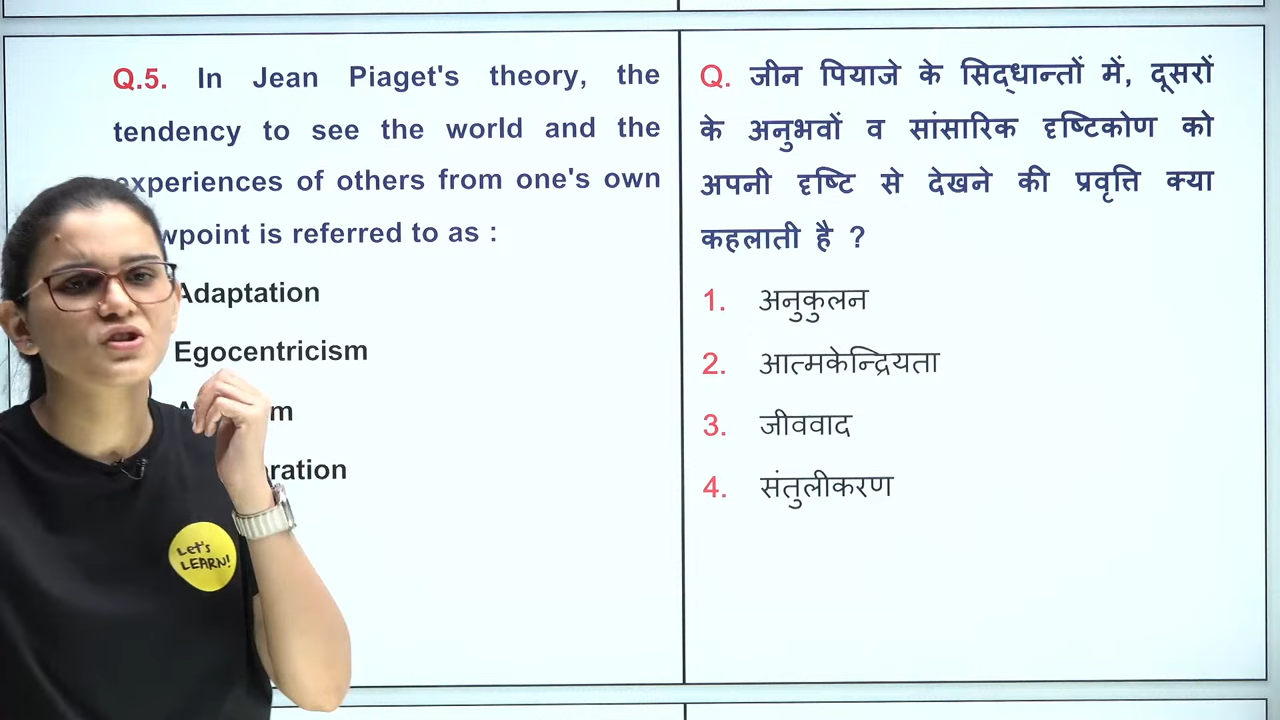 Q.5. In Jean Piaget's theory, the
tendency to see the world and the
experiences of others from one's own
is referred to as :
Adaptation
Egocentricism
Q. जीन पियाजे के सिद्धान्तों में, दूसरों
के अनुभवों व सांसारिक दृष्टिकोण को
अपनी दृष्टि से देखने की प्रवृत्ति क्या
कहलाती है ?
1. अनुकुलन
2. आत्मकेन्द्रियता
3. जीववाद
4. संतुलीकरण
Let's
LEARN!